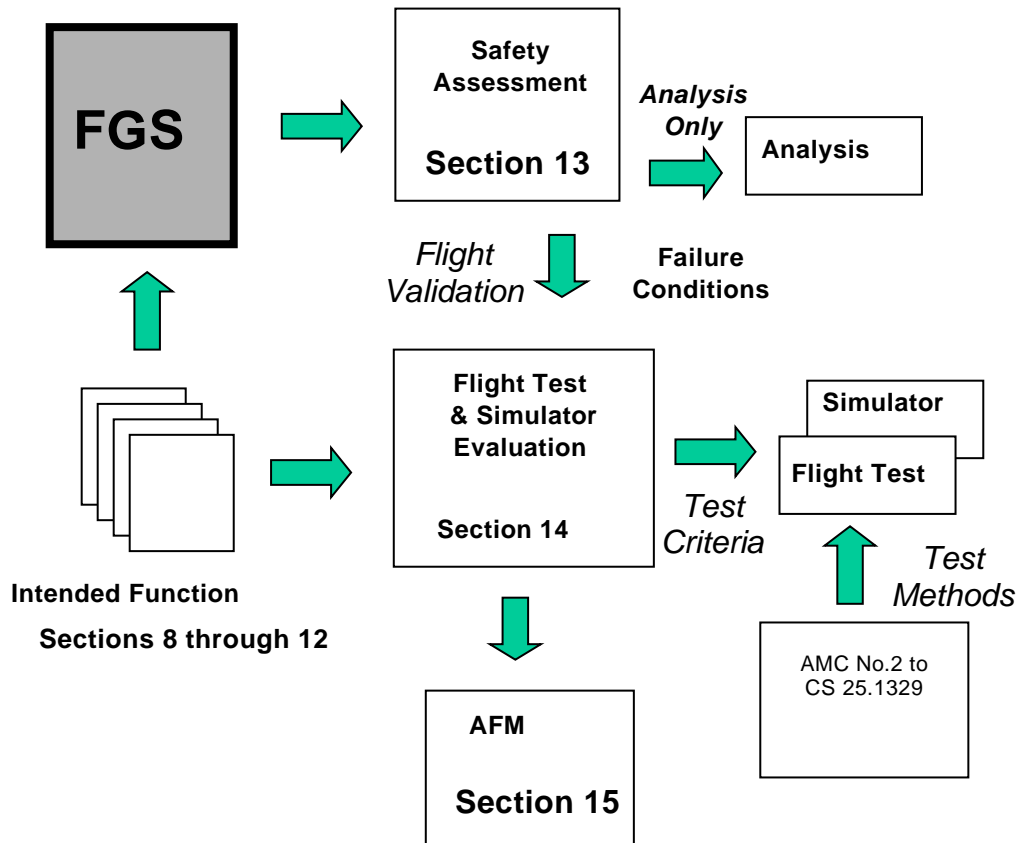 FGS
Safety
Assessment
Section 13
Analysis
Only
Analysis
Flight
Validation
Failure
Conditions
Flight Test
& Simulator
Evaluation
Section 14
Simulator
Flight Test
Test
Criteria
Test
Methods
Intended Function
Sections 8 through 12
AMC No.2 to
CS 25.1329
AFM
Section 15